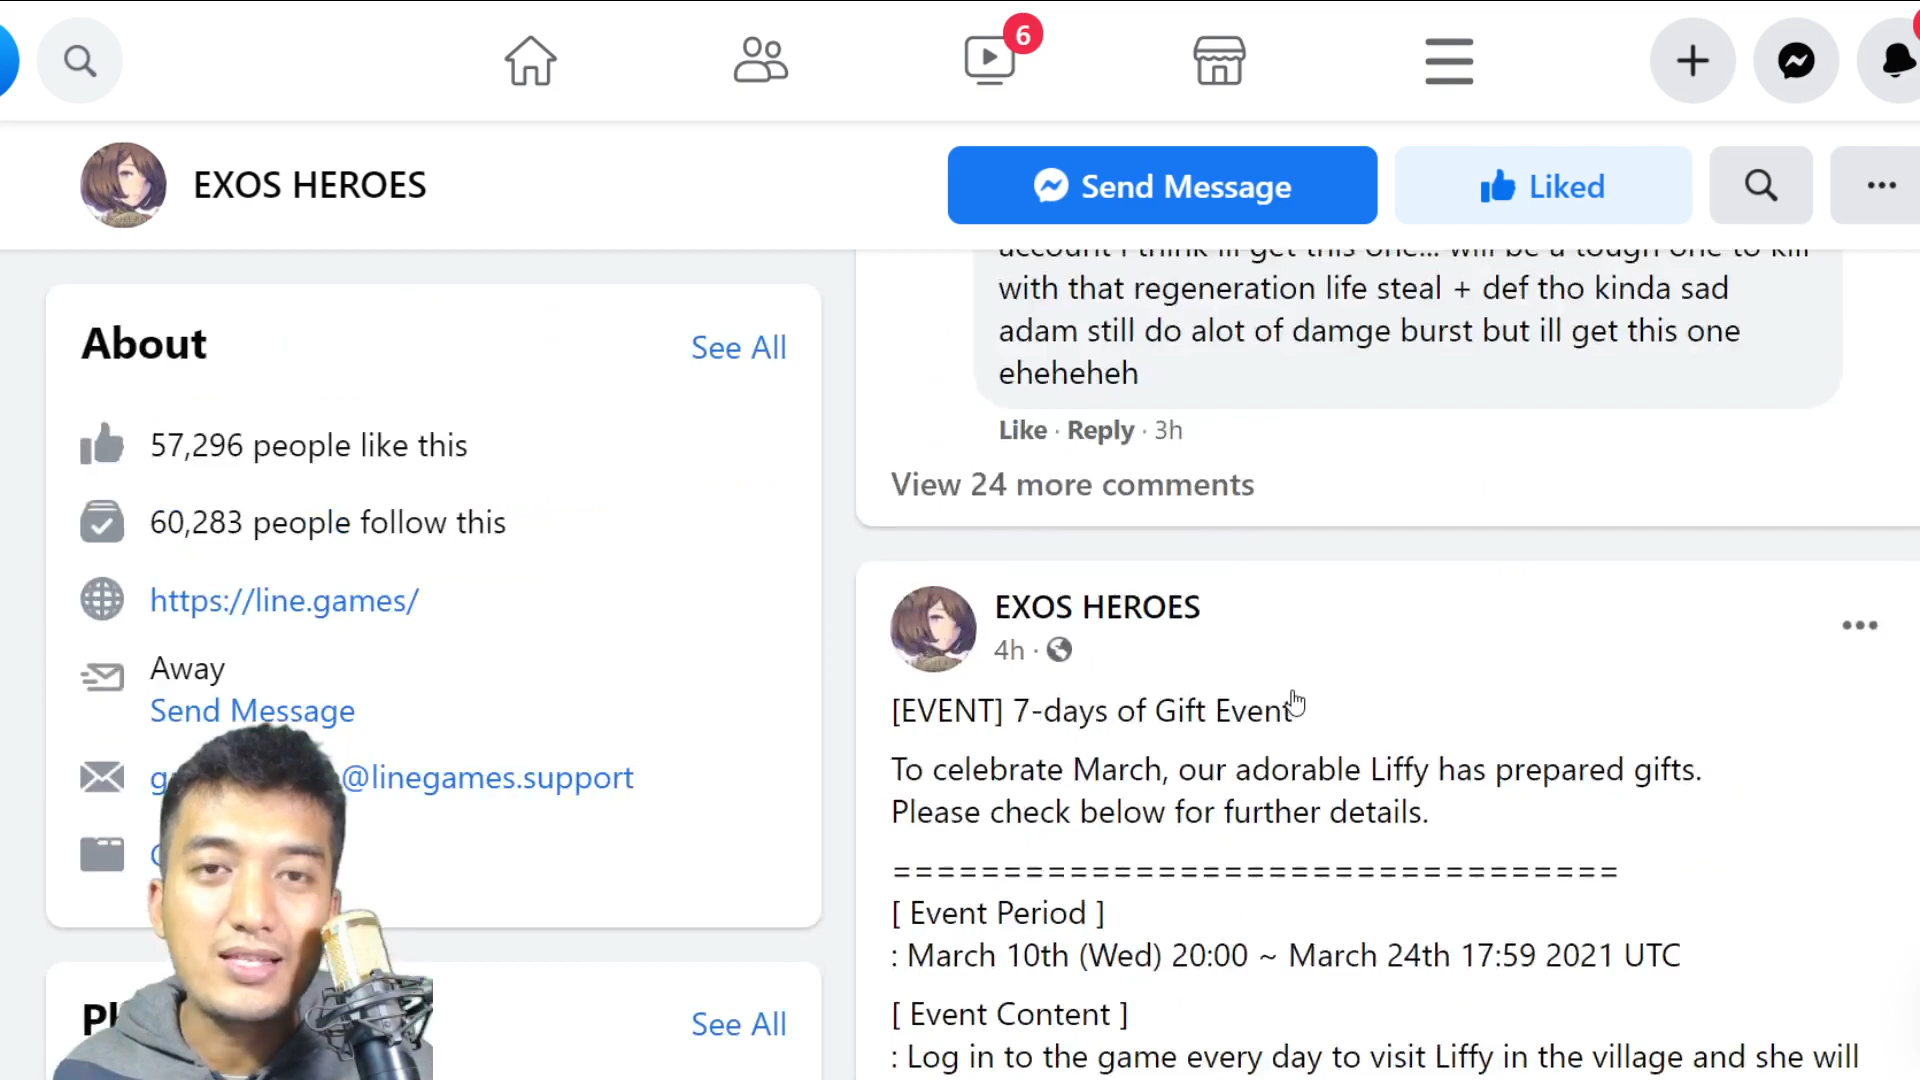 6
EXOS HEROES
Send Message
Liked
account I think ill get this one... will be a tough one to kill
with that regeneration life steal + def tho kinda sad
adam still do alot of damge burst but ill get this one
eheheheh
Like · Reply · 3h
View 24 more comments
About
See All
57,296 people like this
60,283 people follow this
https://line.games/
Away
Send Message
@linegames.support
See All
EXOS HEROES
4h ·
[EVENT] 7-days of Gift Event
To celebrate March, our adorable Liffy has prepared gifts.
Please check below for further details.
=================================
[ Event Period ]
: March 10th (Wed) 20:00 ~ March 24th 17:59 2021 UTC
[ Event Content ]
: Log in to the game every day to visit Liffy in the village and she will